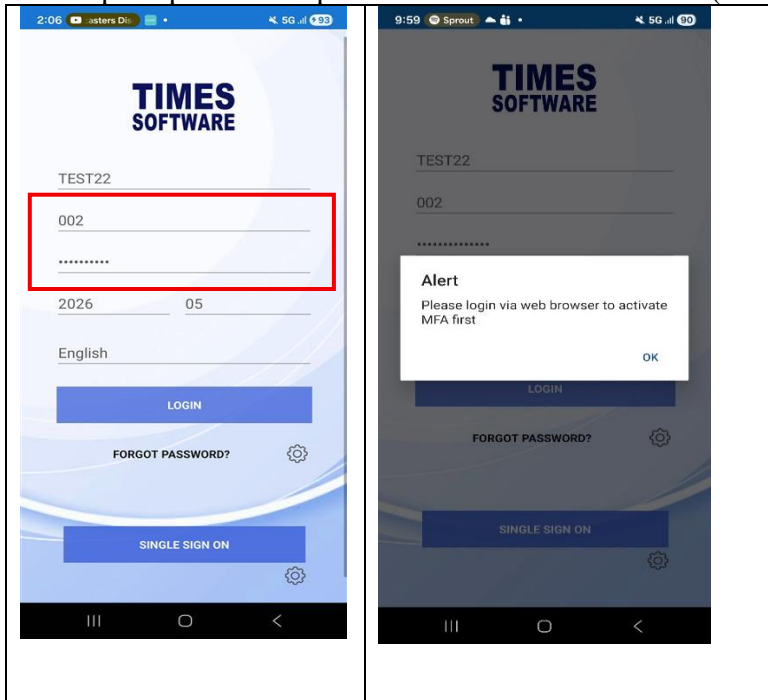 2:06 asters Dis • 5G 93
TIMES
SOFTWARE
TEST22
002
••••••••••
2026 05
English
LOGIN
FORGOT PASSWORD?
SINGLE SIGN ON
9:59 Sprout • 5G 90
TIMES
SOFTWARE
TEST22
002
••••••••••••••
Alert
Please login via web browser to activate
MFA first
OK
LOGIN
FORGOT PASSWORD?
SINGLE SIGN ON